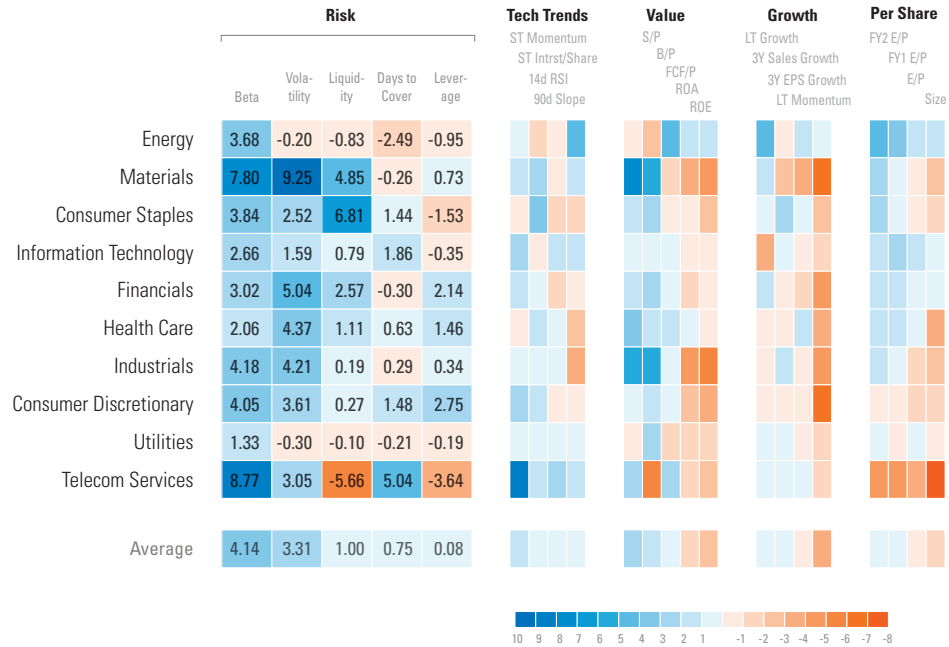 Risk Tech Trends Value Growth Per Share
ST Momentum S/P LT Growth FY2 E/P
ST Intrst/Share B/P 3Y Sales Growth FY1 E/P
14d RSI FCF/P 3Y EPS Growth E/P
90d Slope ROA LT Momentum Size
ROE
Vola- Liquid- Days to Lever-
Beta tility ity Cover age
Energy 3.68 -0.20 -0.83 -2.49 -0.95
Materials 7.80 9.25 4.85 -0.26 0.73
Consumer Staples 3.84 2.52 6.81 1.44 -1.53
Information Technology 2.66 1.59 0.79 1.86 -0.35
Financials 3.02 5.04 2.57 -0.30 2.14
Health Care 2.06 4.37 1.11 0.63 1.46
Industrials 4.18 4.21 0.19 0.29 0.34
Consumer Discretionary 4.05 3.61 0.27 1.48 2.75
Utilities 1.33 -0.30 -0.10 -0.21 -0.19
Telecom Services 8.77 3.05 -5.66 5.04 -3.64
Average 4.14 3.31 1.00 0.75 0.08
10 9 8 7 6 5 4 3 2 1 -1 -2 -3 -4 -5 -6 -7 -8